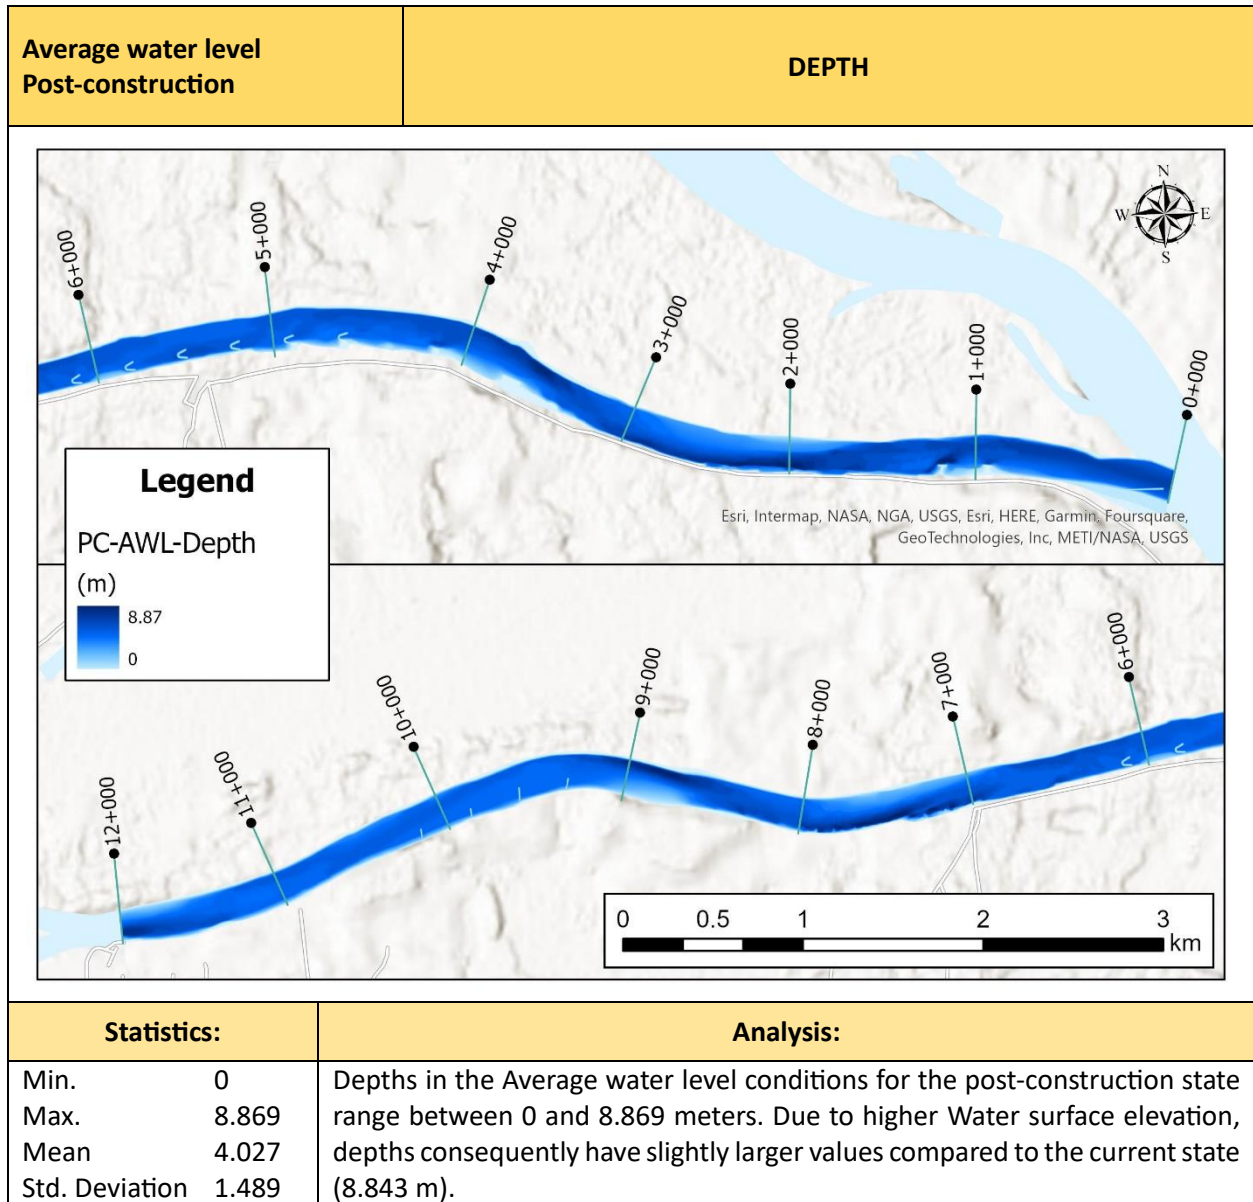 Average water level
Post-construction
DEPTH
N
W E
S
6+000
5+000
4+000
3+000
2+000
1+000
0+000
Esri, Intermap, NASA, NGA, USGS, Esri, HERE, Garmin, Foursquare,
GeoTechnologies, Inc, METI/NASA, USGS
Legend
PC-AWL-Depth
(m)
8.87
0
12+000
11+000
10+000
9+000
8+000
7+000
6+000
0 0.5 1 2 3
km
Statistics:
Min. 0
Max. 8.869
Mean 4.027
Std. Deviation 1.489
Analysis:
Depths in the Average water level conditions for the post-construction state
range between 0 and 8.869 meters. Due to higher Water surface elevation,
depths consequently have slightly larger values compared to the current state
(8.843 m).